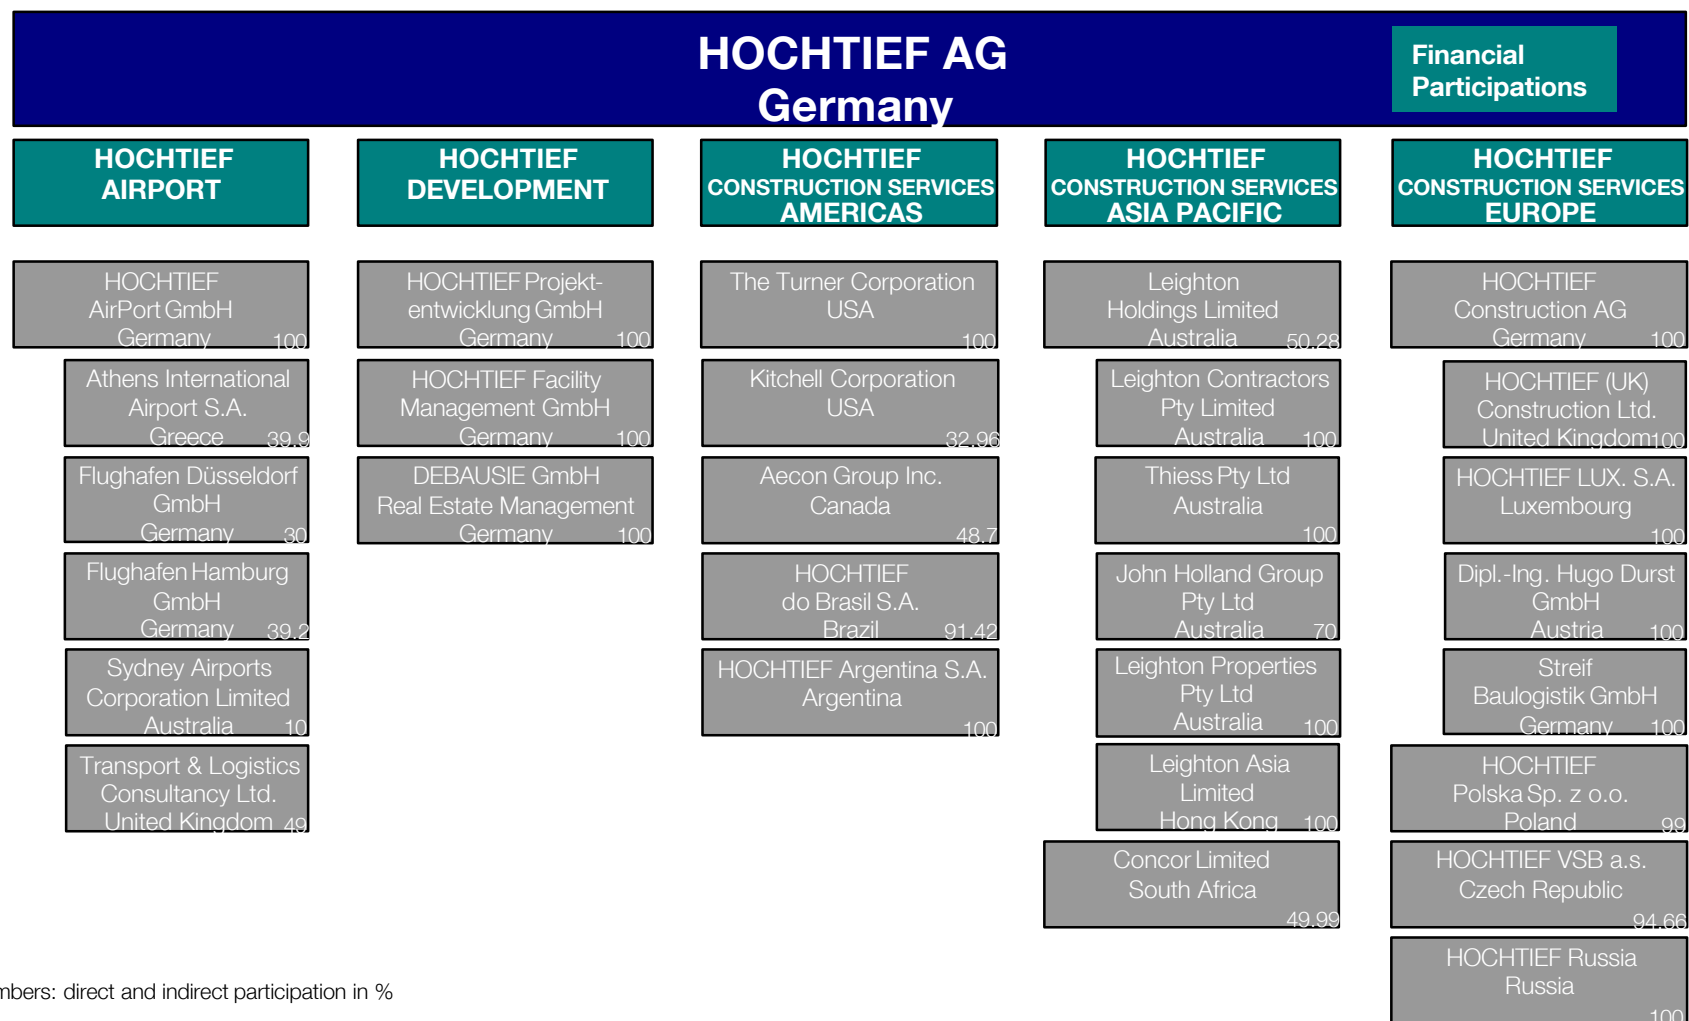 HOCHTIEF AG
Germany
Financial
Participations
HOCHTIEF
AIRPORT
HOCHTIEF
DEVELOPMENT
HOCHTIEF
CONSTRUCTION SERVICES
AMERICAS
HOCHTIEF
CONSTRUCTION SERVICES
ASIA PACIFIC
HOCHTIEF
CONSTRUCTION SERVICES
EUROPE
HOCHTIEF
AirPort GmbH
Germany 100
Athens International
Airport S.A.
Greece 39.9
Flughafen Düsseldorf
GmbH
Germany 30
Flughafen Hamburg
GmbH
Germany 39.2
Sydney Airports
Corporation Limited
Australia 10
Transport & Logistics
Consultancy Ltd.
United Kingdom 49
HOCHTIEF Projekt-
entwicklung GmbH
Germany 100
HOCHTIEF Facility
Management GmbH
Germany 100
DEBAUSIE GmbH
Real Estate Management
Germany 100
The Turner Corporation
USA
100
Kitchell Corporation
USA
32.96
Aecon Group Inc.
Canada
48.7
HOCHTIEF
do Brasil S.A.
Brazil 91.42
HOCHTIEF Argentina S.A.
Argentina
100
Leighton
Holdings Limited
Australia 50.28
Leighton Contractors
Pty Limited
Australia 100
Thiess Pty Ltd
Australia
100
John Holland Group
Pty Ltd
Australia 70
Leighton Properties
Pty Ltd
Australia 100
Leighton Asia
Limited
Hong Kong 100
Concor Limited
South Africa
49.99
HOCHTIEF
Construction AG
Germany 100
HOCHTIEF (UK)
Construction Ltd.
United Kingdom 100
HOCHTIEF LUX. S.A.
Luxembourg
100
Dipl.-Ing. Hugo Durst
GmbH
Austria 100
Streif
Baulogistik GmbH
Germany 100
HOCHTIEF
Polska Sp. z o.o.
Poland 99
HOCHTIEF VSB a.s.
Czech Republic
94.66
HOCHTIEF Russia
Russia
100
mbers: direct and indirect participation in %